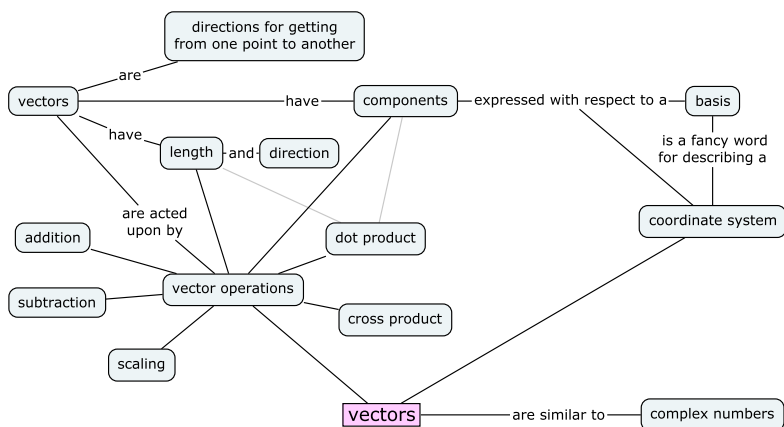 directions for getting
from one point to another
are
vectors
have
components
expressed with respect to a
basis
have
is a fancy word
for describing a
length
and
direction
are acted
upon by
coordinate system
addition
dot product
vector operations
subtraction
cross product
scaling
vectors
are similar to
complex numbers